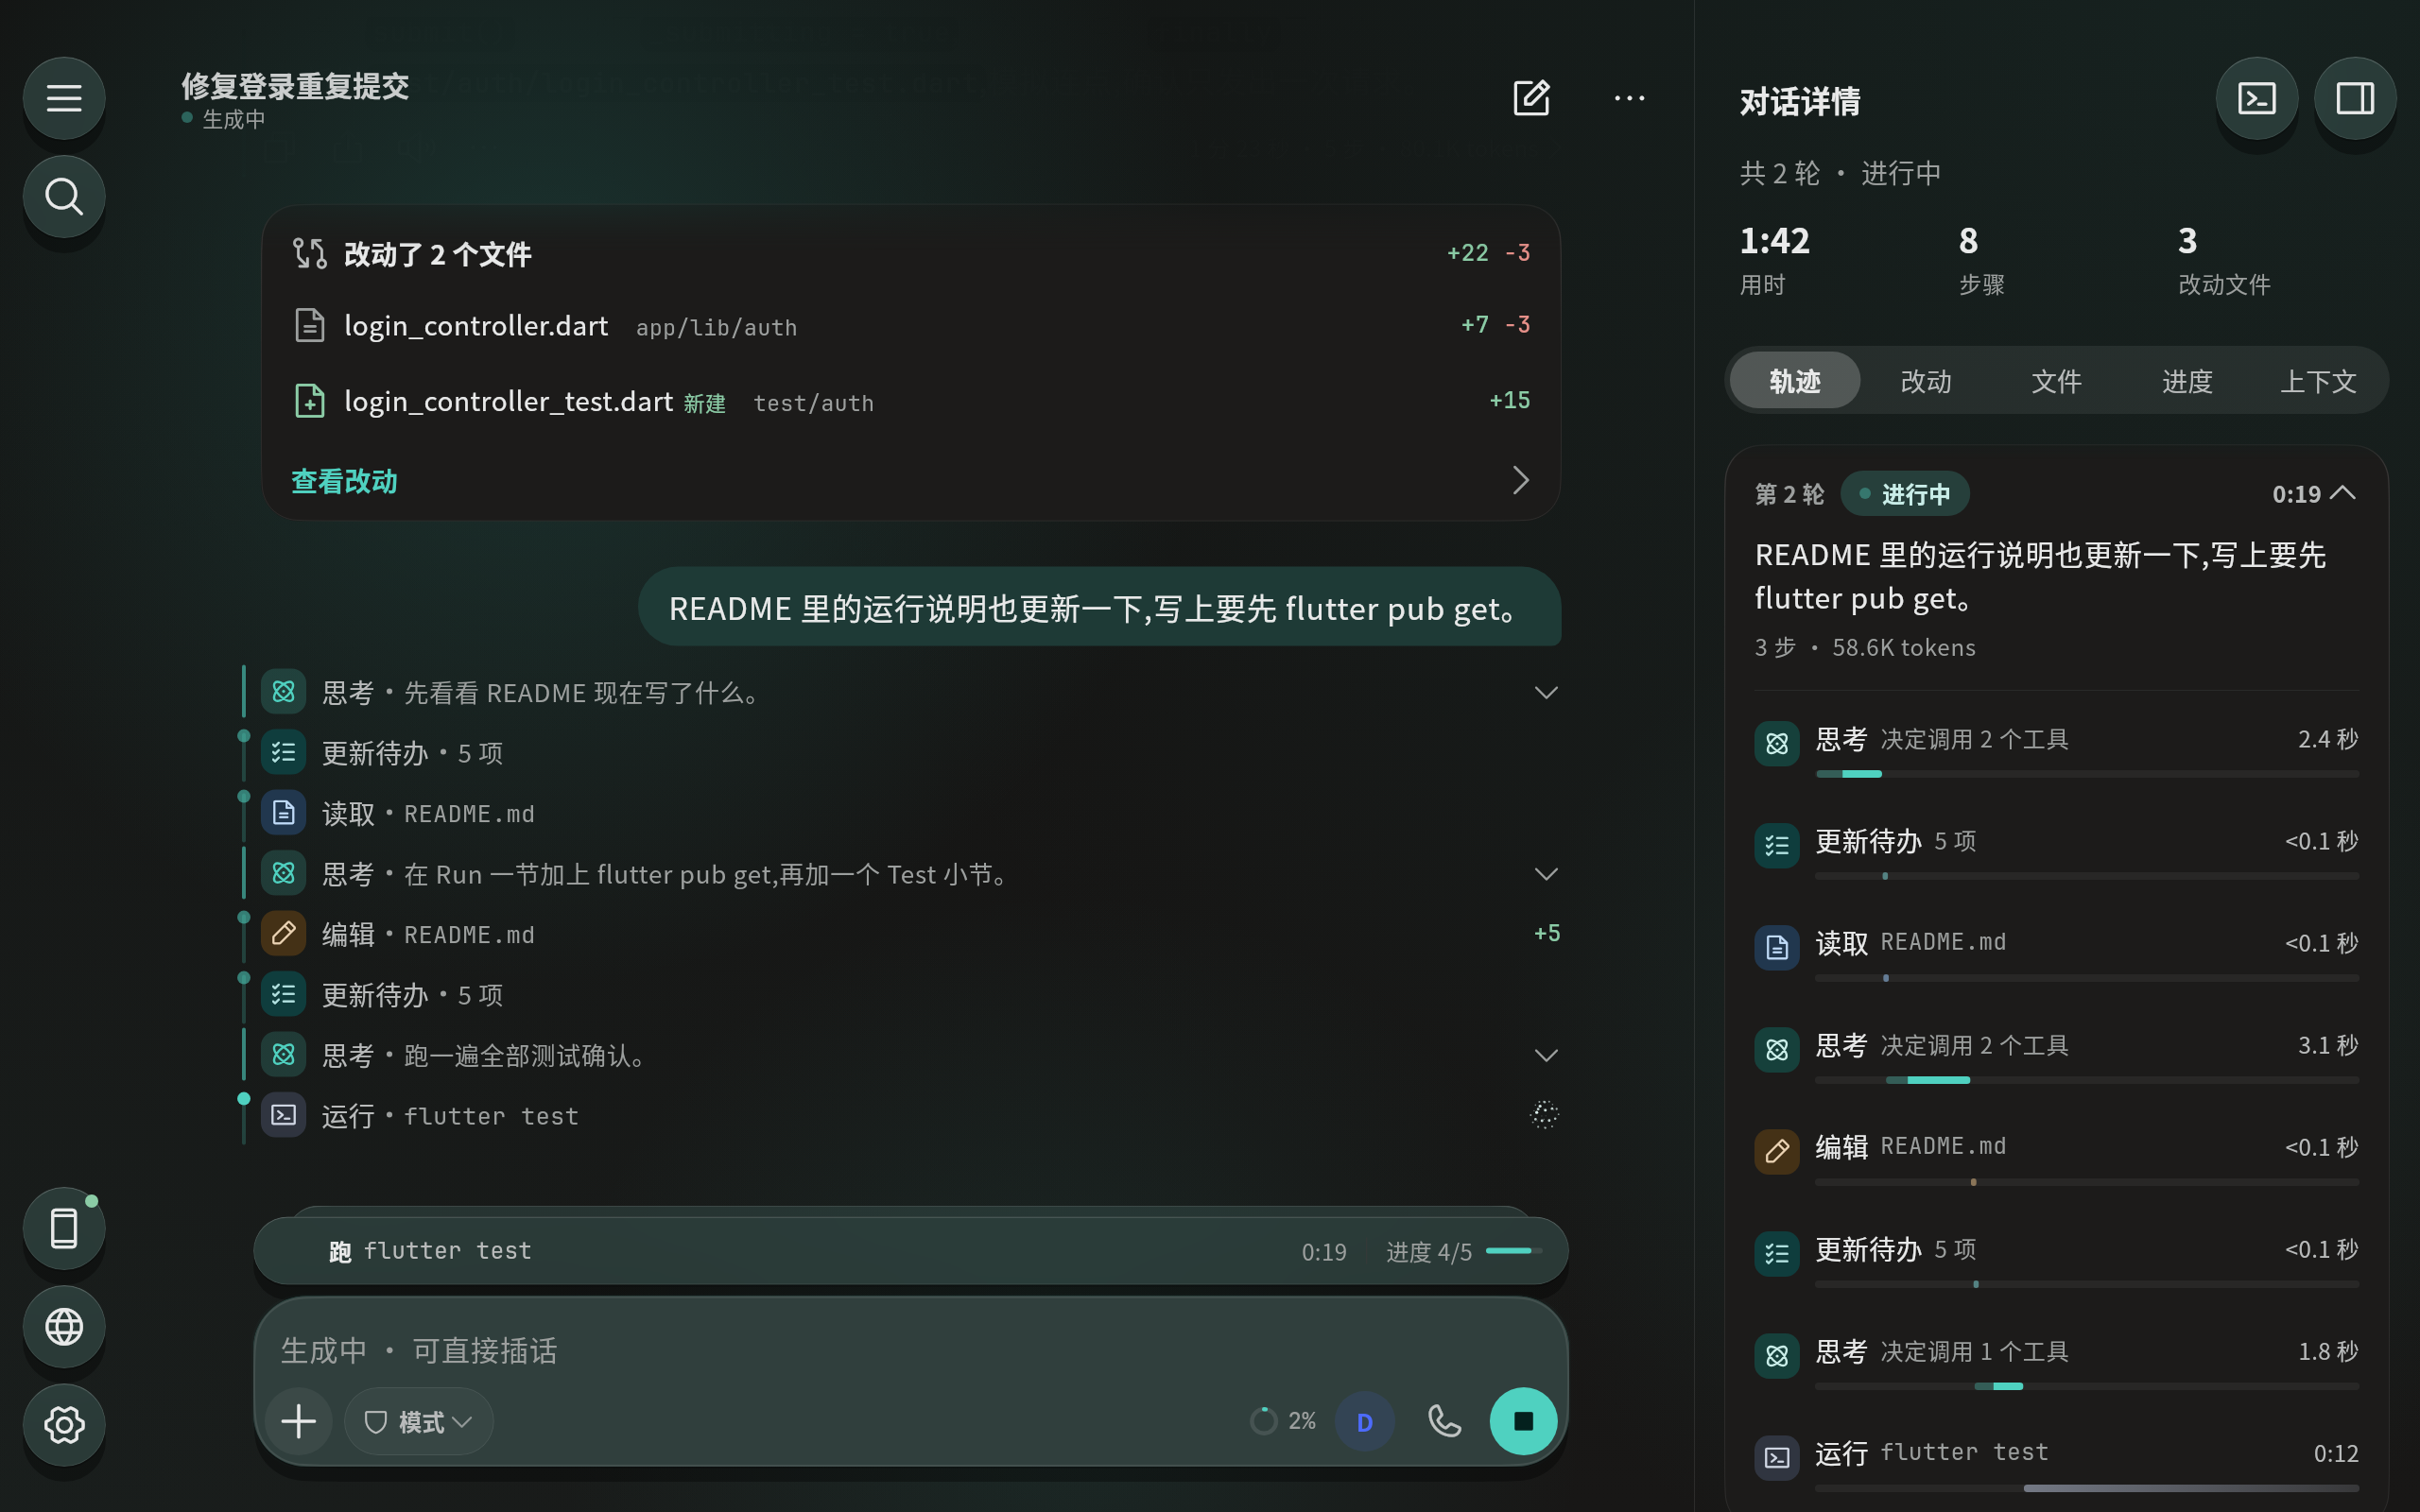 修复登录重复提交
生成中
改动了 2 个文件
+22 -3
login_controller.dart app/lib/auth
+7 -3
login_controller_test.dart 新建 test/auth
+15
查看改动
README 里的运行说明也更新一下,写上要先 flutter pub get。
思考 • 先看看 README 现在写了什么。
更新待办 • 5 项
读取 • README.md
思考 • 在 Run 一节加上 flutter pub get,再加一个 Test 小节。
编辑 • README.md
+5
更新待办 • 5 项
思考 • 跑一遍全部测试确认。
运行 • flutter test
跑 flutter test
0:19 进度 4/5
生成中 • 可直接插话
模式
2%
D
对话详情
共 2 轮 • 进行中
1:42 8 3
用时 步骤 改动文件
轨迹 改动 文件 进度 上下文
第 2 轮 进行中 0:19
README 里的运行说明也更新一下,写上要先
flutter pub get。
3 步 • 58.6K tokens
思考 决定调用 2 个工具 2.4 秒
更新待办 5 项 <0.1 秒
读取 README.md <0.1 秒
思考 决定调用 2 个工具 3.1 秒
编辑 README.md <0.1 秒
更新待办 5 项 <0.1 秒
思考 决定调用 1 个工具 1.8 秒
运行 flutter test 0:12